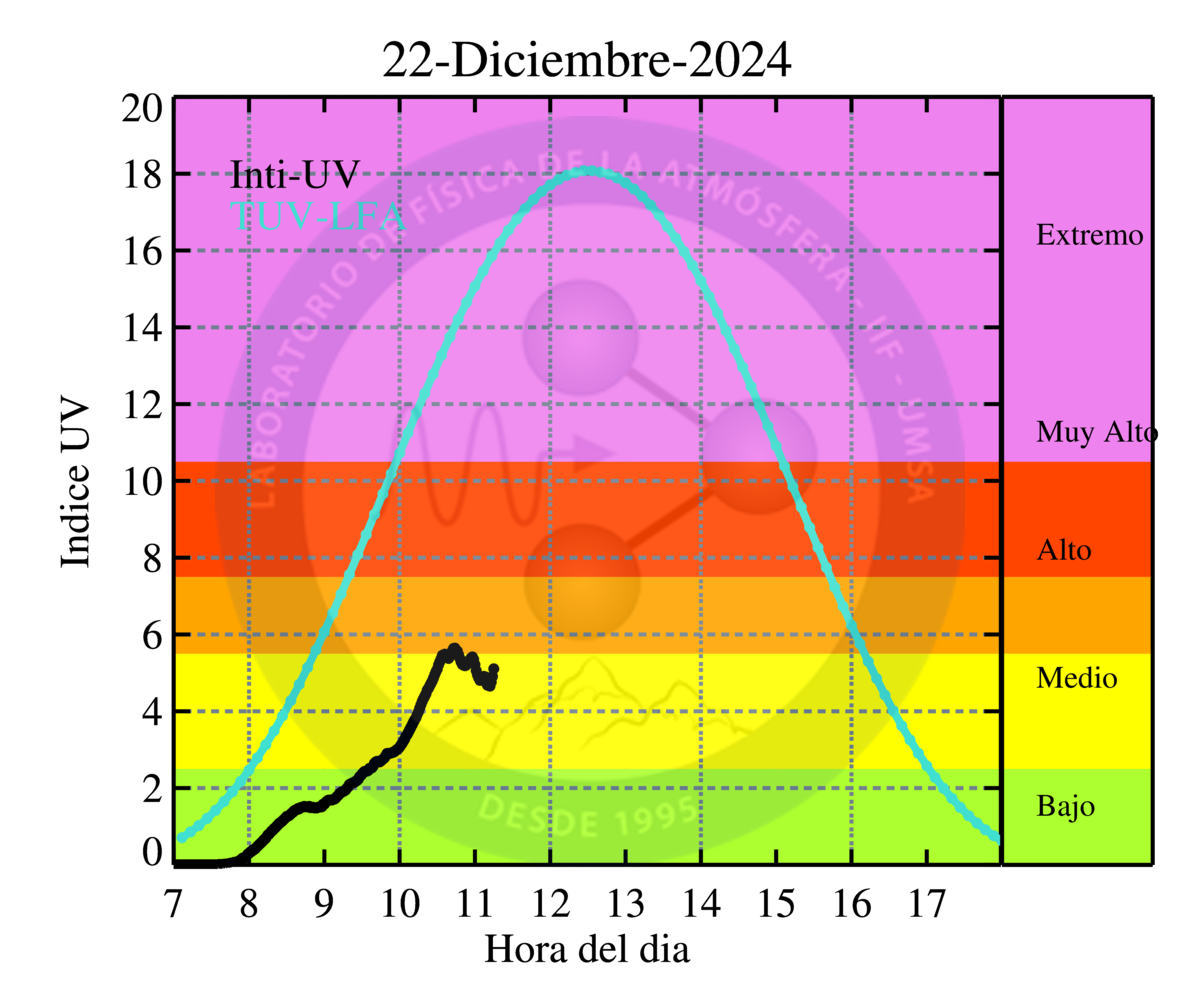 22-Diciembre-2024
Inti-UV
TUV-LFA
LABORATORIO DE FÍSICA DE LA ATMÓSFERA - IIF - UMSA
DESDE 1995
Indice UV
20
18
16
14
12
10
8
6
4
2
0
Extremo
Muy Alto
Alto
Medio
Bajo
7 8 9 10 11 12 13 14 15 16 17
Hora del dia